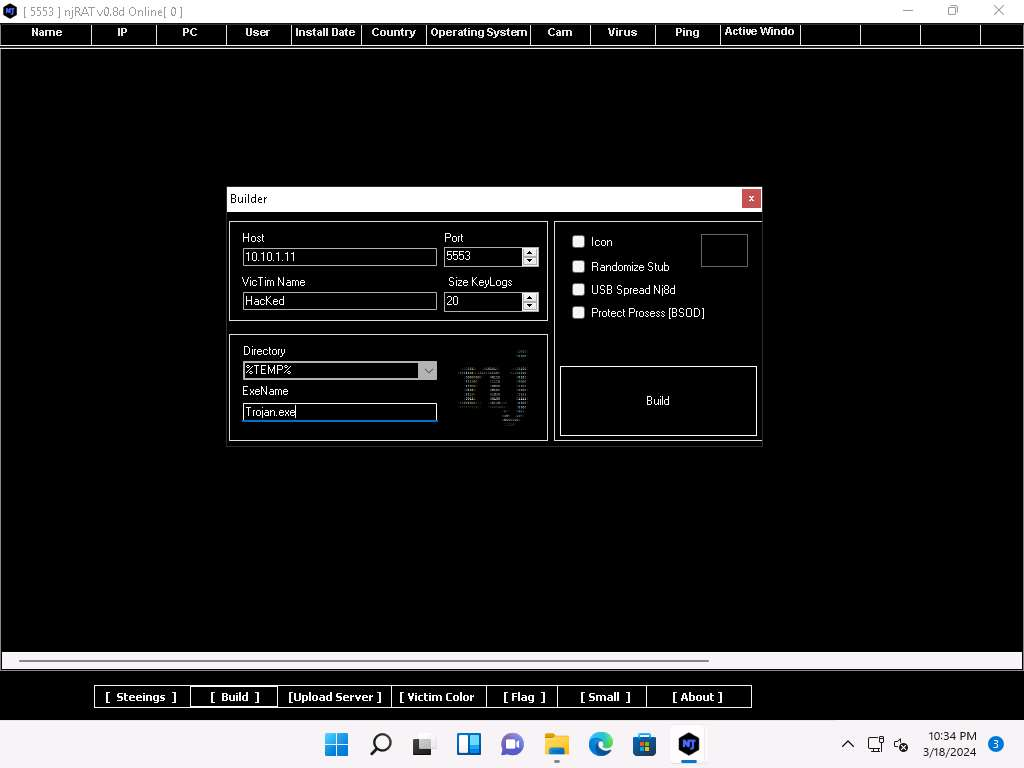 [ 5553 ] njRAT v0.8d Online[ 0 ]
Name IP PC User Install Date Country Operating System Cam Virus Ping Active Windo
Builder
x
Host Port
10.10.1.11 5553
VicTim Name Size KeyLogs
HacKed 20
Icon
Randomize Stub
USB Spread Nj8d
Protect Prosess [BSOD]
Directory
%TEMP%
ExeName
Trojan.exe
Build
[ Steeings ] [ Build ] [Upload Server ] [ Victim Color [ Flag ] [ Small ] [ About ]
NJ
10:34 PM
3/18/2024
3